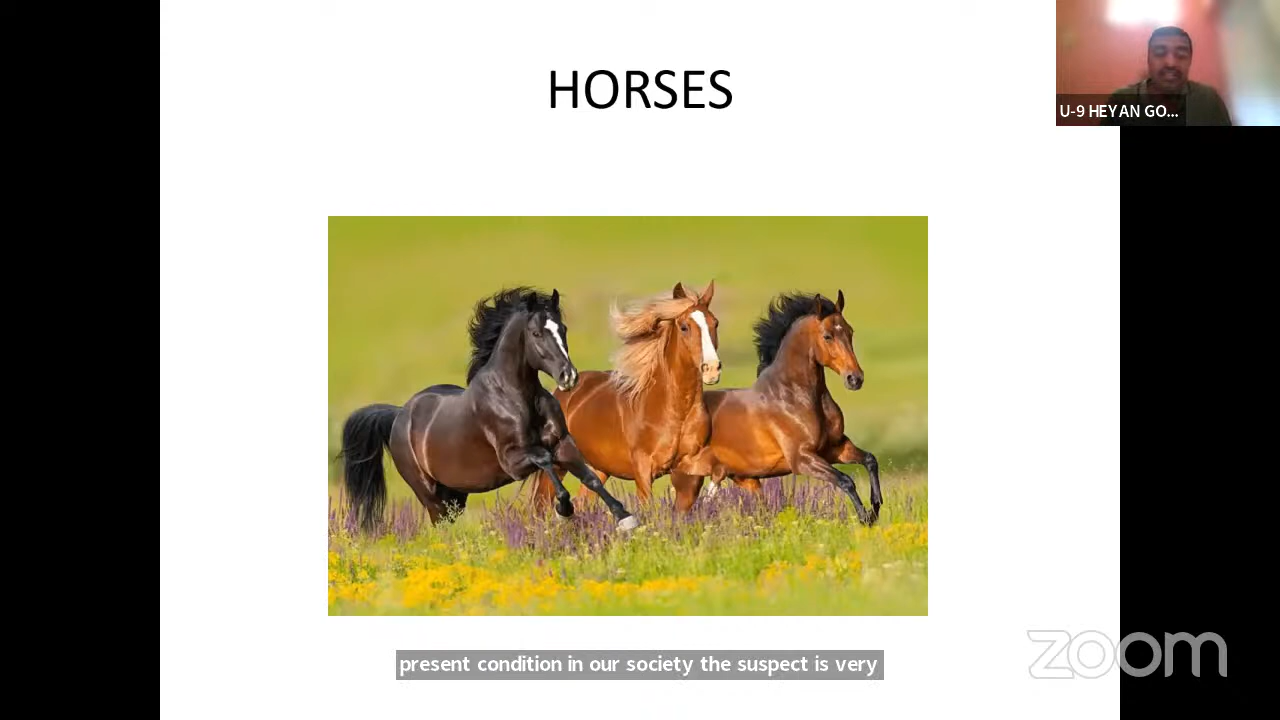 HORSES
U-9 HEYAN GO...
present condition in our society the suspect is very
zoom